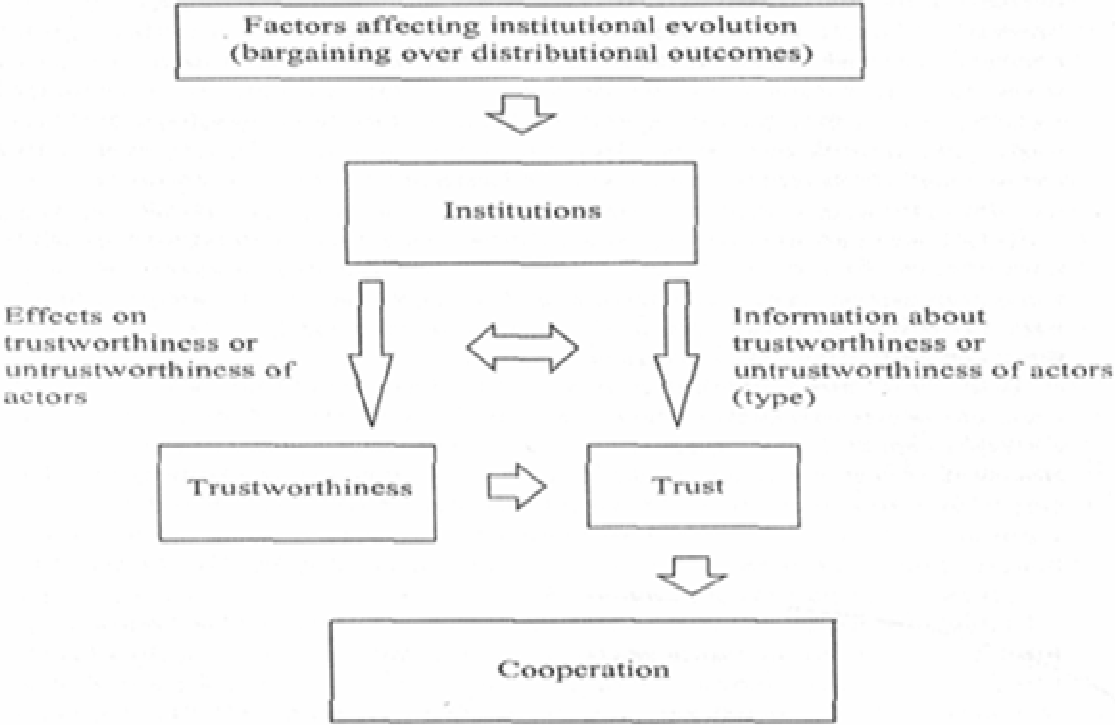 Factors affecting institutional evolution
(bargaining over distributional outcomes)
Institutions
Effects on
trustworthiness or
untrustworthiness of
actors
Information about
trustworthiness or
untrustworthiness of actors
(type)
Trustworthiness
Trust
Cooperation